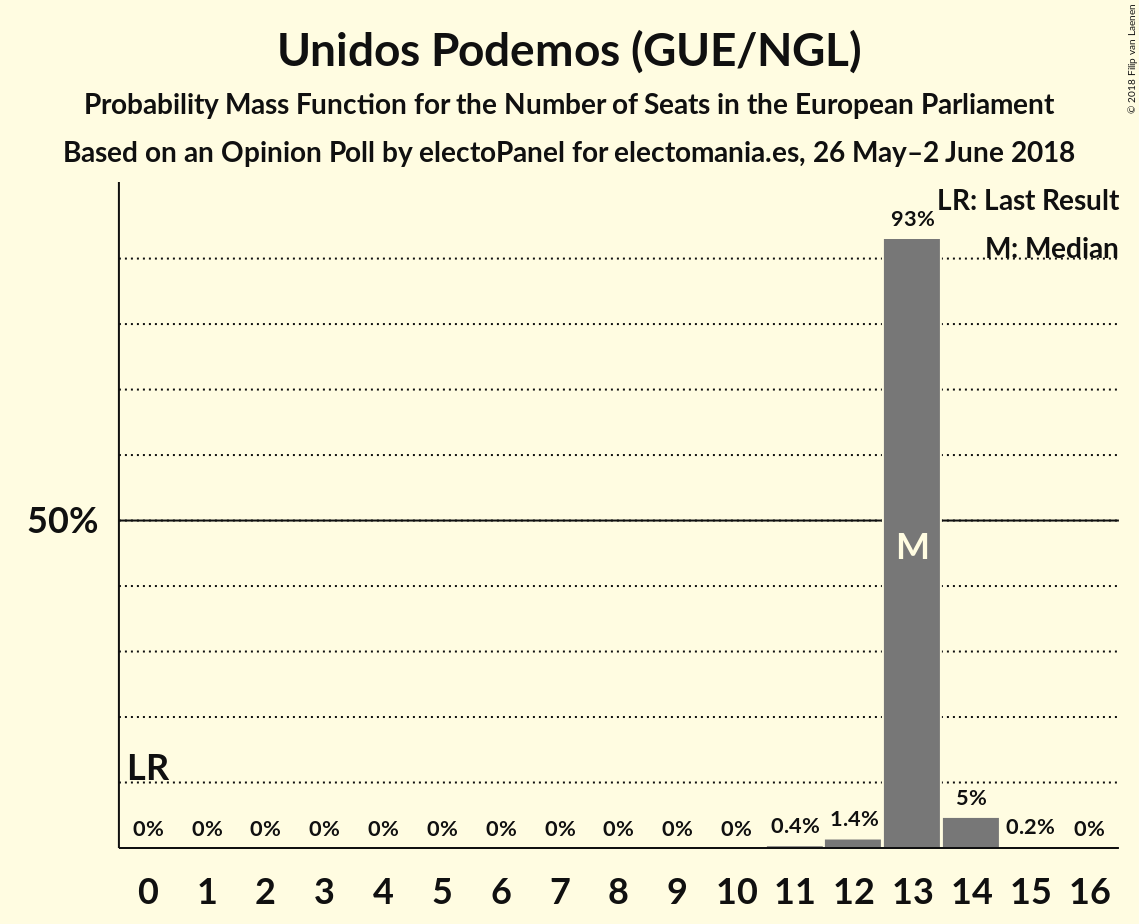 Unidos Podemos (GUE/NGL)
Probability Mass Function for the Number of Seats in the European Parliament
Based on an Opinion Poll by electoPanel for electomania.es, 26 May–2 June 2018
© 2018 Filip van Laenen
LR: Last Result
M: Median
93%
50%
M
LR
0% 0% 0% 0% 0% 0% 0% 0% 0% 0% 0% 0.4% 1.4% 5% 0.2% 0%
0 1 2 3 4 5 6 7 8 9 10 11 12 13 14 15 16